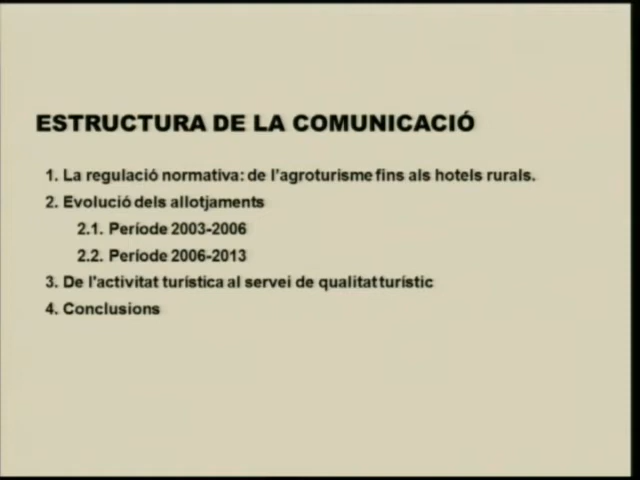 ESTRUCTURA DE LA COMUNICACIÓ
1. La regulació normativa: de l'agroturisme fins als hotels rurals.
2. Evolució dels allotjaments
2.1. Període 2003-2006
2.2. Període 2006-2013
3. De l'activitat turística al servei de qualitat turístic
4. Conclusions